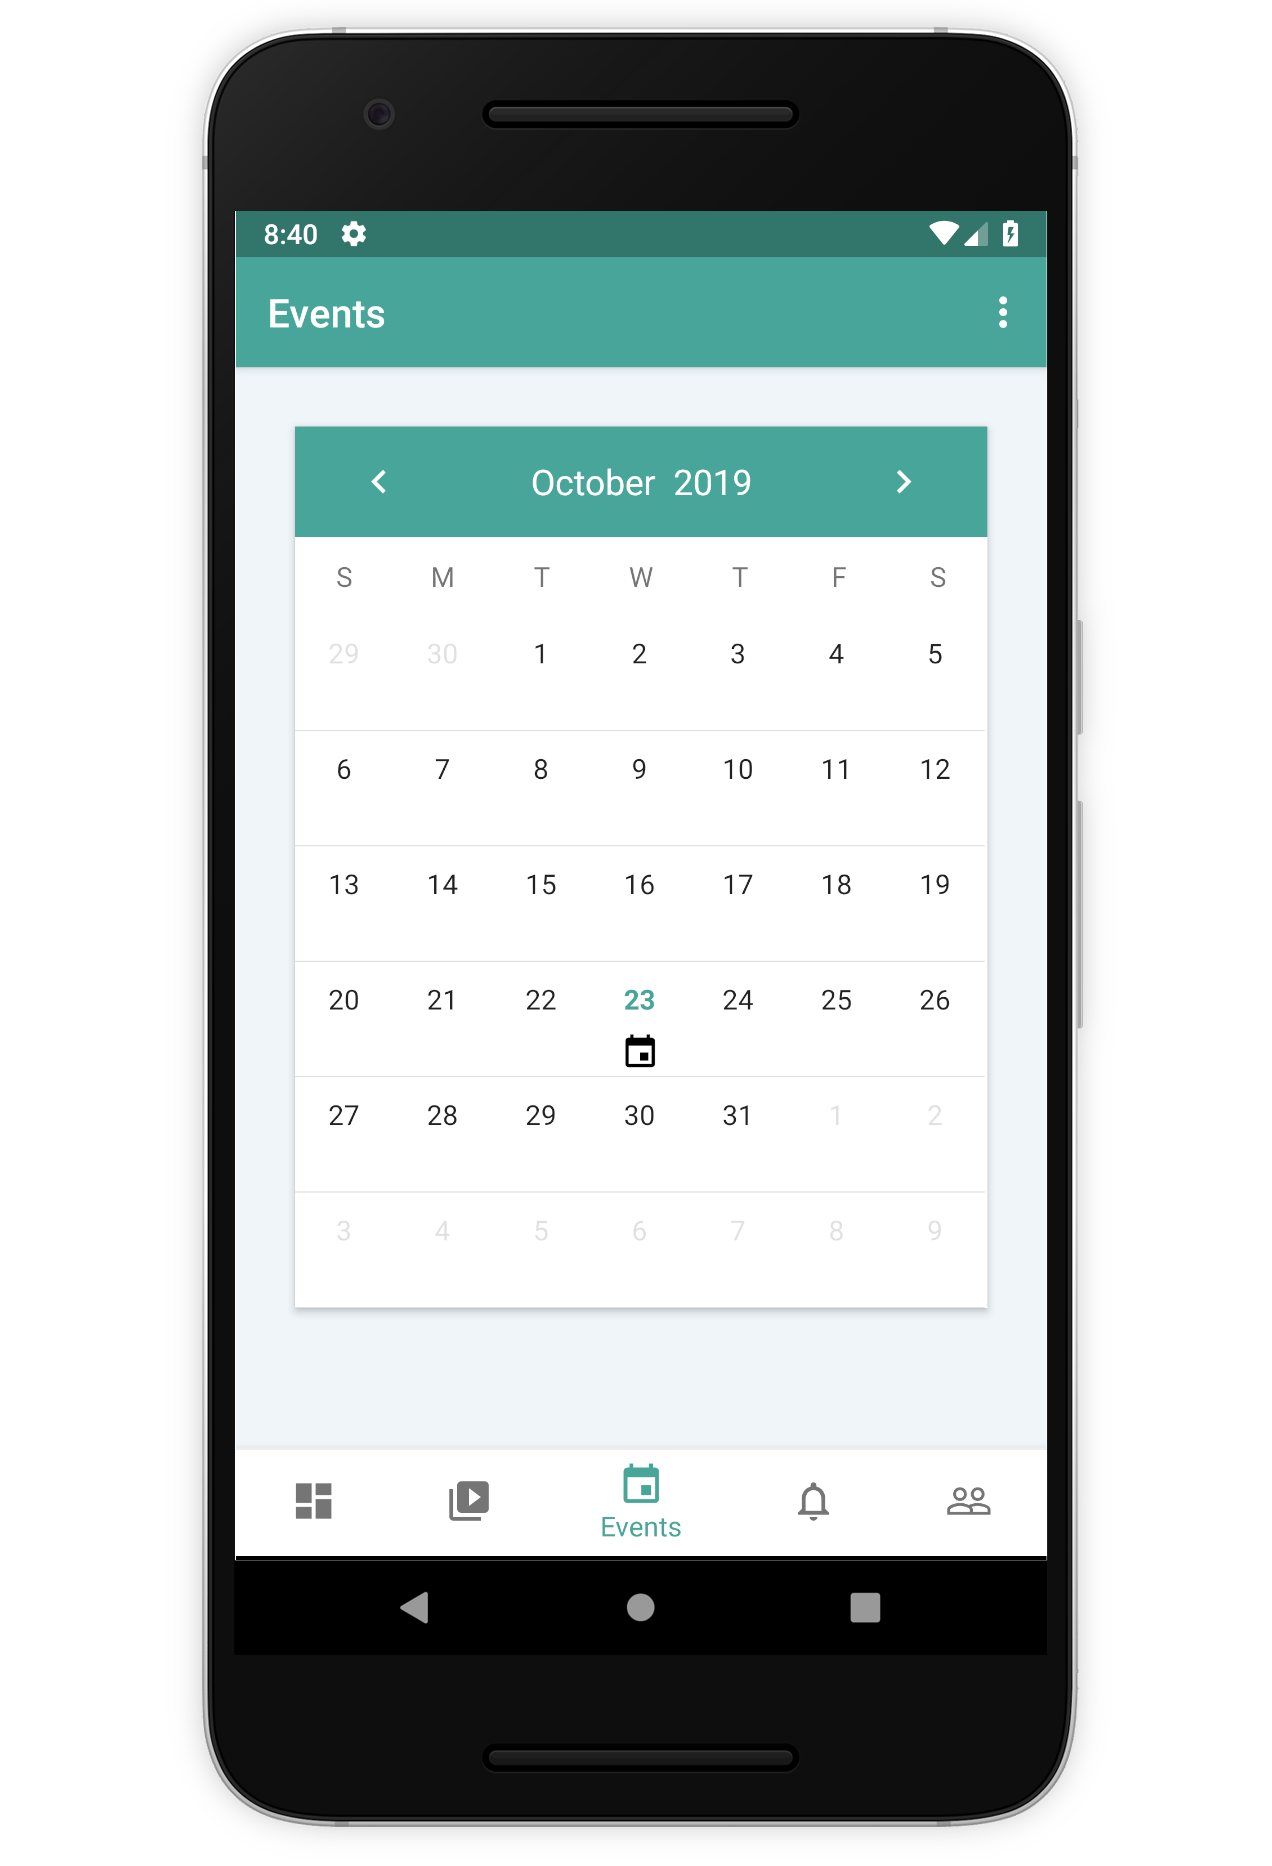 8:40
Events
October 2019
S M T W T F S
29 30 1 2 3 4 5
6 7 8 9 10 11 12
13 14 15 16 17 18 19
20 21 22 23 24 25 26
27 28 29 30 31 1 2
3 4 5 6 7 8 9
Events